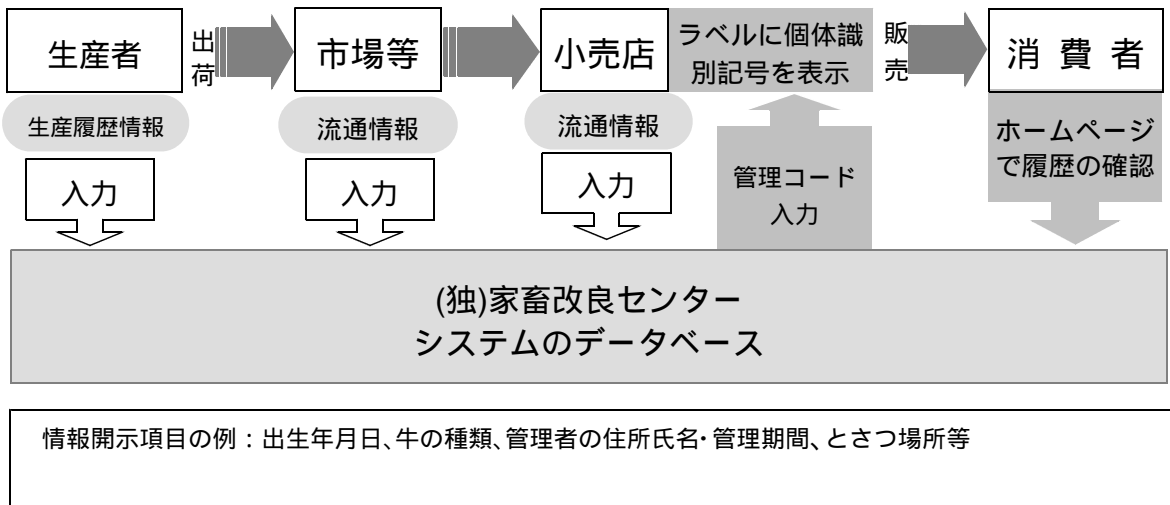 生産者
出
荷
市場等
小売店
ラベルに個体識
別記号を表示
販
売
消費者
生産履歴情報
流通情報
流通情報
ホームページ
で履歴の確認
入力
入力
入力
管理コード
入力
(独)家畜改良センター
システムのデータベース
情報開示項目の例：出生年月日、牛の種類、管理者の住所氏名・管理期間、とさつ場所等